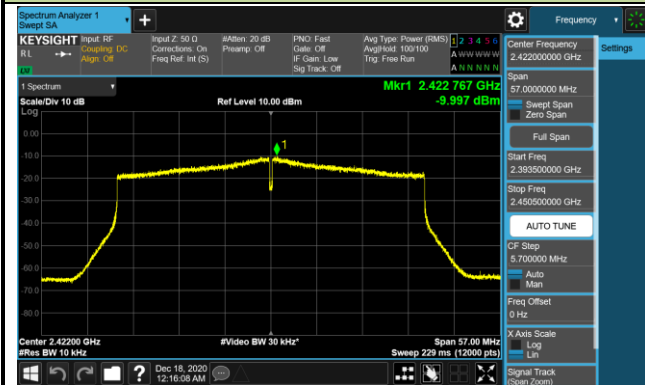 Spectrum Analyzer 1
Swept SA
+
Frequency
KEYSIGHT
RL
LV
Input: RF
Coupling: DC
Align: Off
Input Z: 50 Ω
Corrections: On
Freq Ref: Int (S)
#Atten: 20 dB
Preamp: Off
PNO: Fast
Gate: Off
IF Gain: Low
Sig Track: Off
Avg Type: Power (RMS)
Avg|Hold: 100/100
Trig: Free Run
1 2 3 4 5 6
A W W W W W
A N N N N N
1 Spectrum
Scale/Div 10 dB
Log
Ref Level 10.00 dBm
Mkr1 2.422 767 GHz
-9.997 dBm
1
0.00
-10.0
-20.0
-30.0
-40.0
-50.0
-60.0
-70.0
-80.0
Center 2.42200 GHz
#Res BW 10 kHz
#Video BW 30 kHz*
Span 57.00 MHz
Sweep 229 ms (12000 pts)
Center Frequency
2.422000000 GHz
Settings
Span
57.0000000 MHz
Swept Span
Zero Span
Full Span
Start Freq
2.393500000 GHz
Stop Freq
2.450500000 GHz
AUTO TUNE
CF Step
5.700000 MHz
Auto
Man
Freq Offset
0 Hz
X Axis Scale
Log
Lin
Signal Track
(Span Zoom)
?
Dec 18, 2020
12:16:08 AM